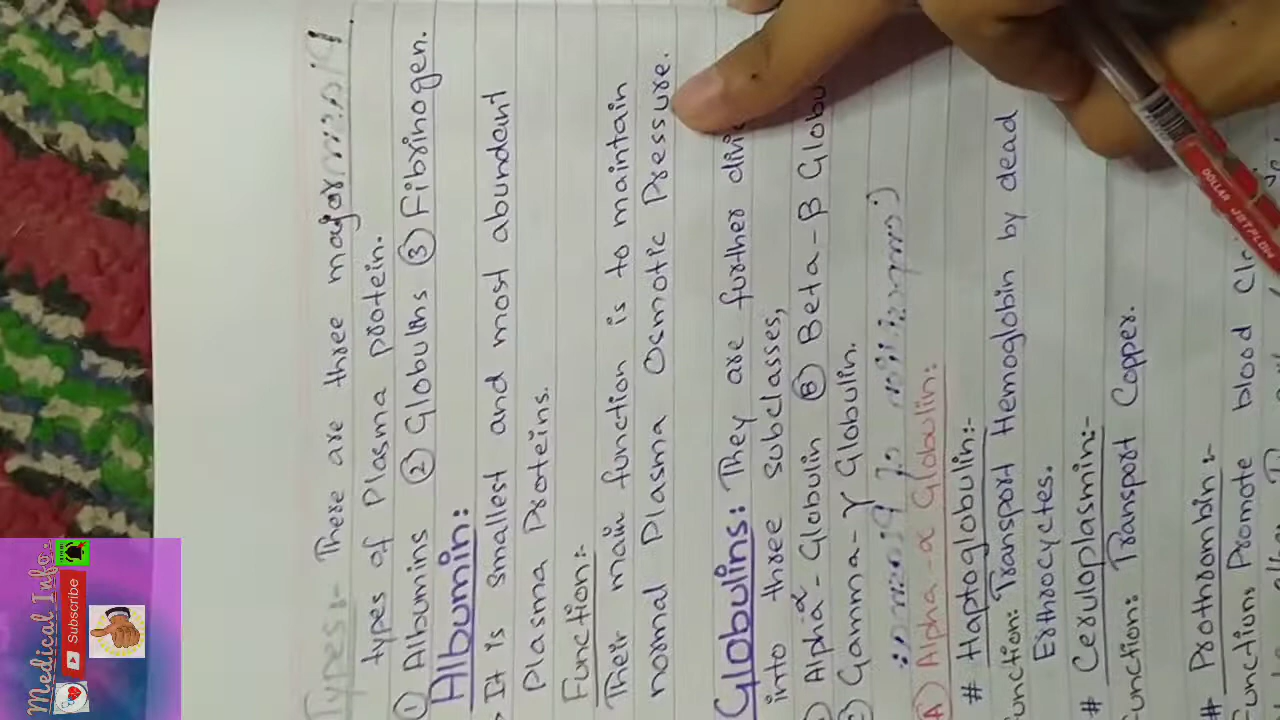 Types:- There are three major
types of Plasma protein.
① Albumins ② Globulins ③ Fibrinogen.
Albumin:
It is smallest and most abundant
Plasma Proteins.
Function:-
Their main function is to maintain
normal Plasma Osmotic Pressure.
Globulins: They are further
into three subclasses,
Alpha-α Globulin Ⓑ Beta-β
Gamma-γ Globulin.
A) Alpha-α Globulin:
# Haptoglobulin:-
Function: Transport Hemoglobin by dead
Erthrocyctes.
# Ceruloplasmin:-
Function: Transport Copper.
# Prothrombin:-
Function: Promote blood
Medical Info:
Subscribe
DOLLAR JETFLOW